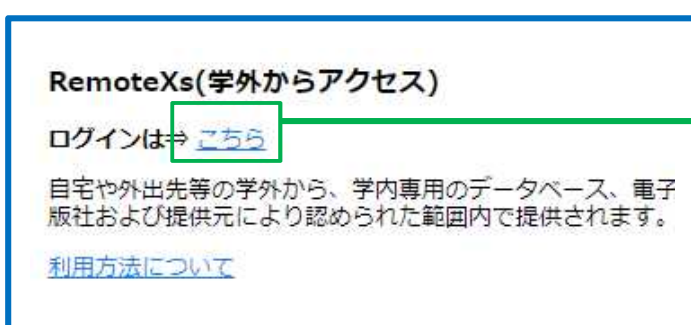 RemoteXs(学外からアクセス)
ログインは⇒ こちら
自宅や外出先等の学外から、学内専用のデータベース、電子
版社および提供元により認められた範囲内で提供されます。
利用方法について